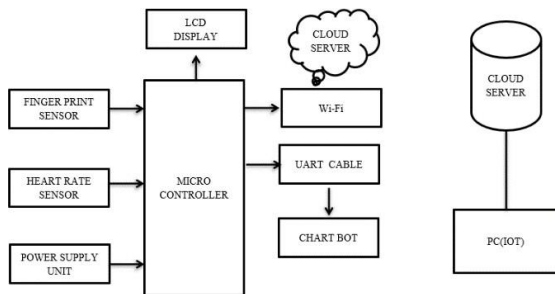 LCD
DISPLAY
CLOUD
SERVER
FINGER PRINT
SENSOR
Wi-Fi
CLOUD
SERVER
HEART RATE
SENSOR
MICRO
CONTROLLER
UART CABLE
CHART BOT
POWER SUPPLY
UNIT
PC(IOT)